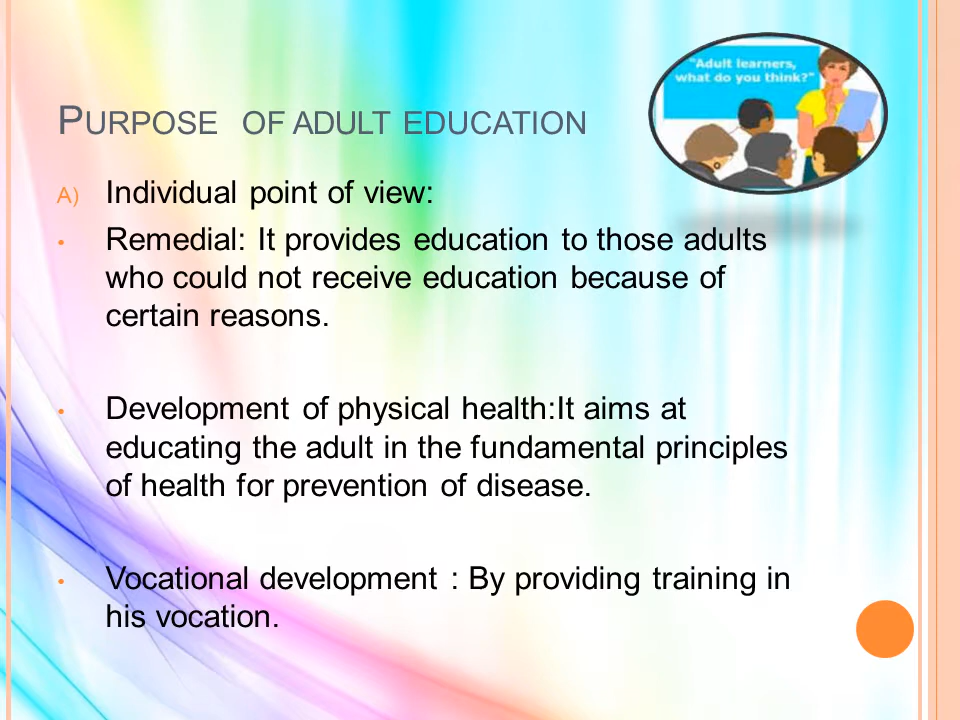 "Adult learners,
what do you think?"
PURPOSE OF ADULT EDUCATION
A) Individual point of view:
• Remedial: It provides education to those adults
who could not receive education because of
certain reasons.
• Development of physical health:It aims at
educating the adult in the fundamental principles
of health for prevention of disease.
• Vocational development : By providing training in
his vocation.